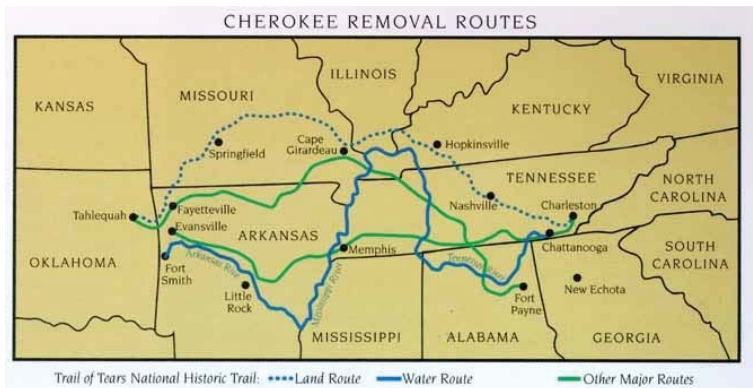 CHEROKEE REMOVAL ROUTES
ILLINOIS
VIRGINIA
KANSAS
MISSOURI
KENTUCKY
Cape
Girardeau
Hopkinsville
Springfield
TENNESSEE
NORTH
CAROLINA
Nashville
Charleston
Tahlequah
Fayetteville
Evansville
ARKANSAS
Memphis
Chattanooga
OKLAHOMA
Fort
Smith
Little
Rock
Mississippi River
SOUTH
CAROLINA
Fort
Payne
New Echota
MISSISSIPPI
ALABAMA
GEORGIA
Trail of Tears National Historic Trail: Land Route Water Route Other Major Routes